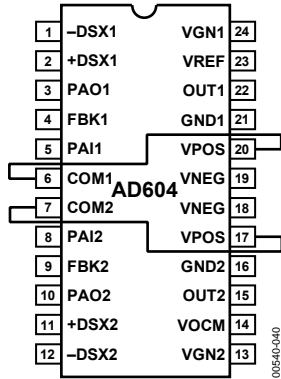 1 –DSX1 VGN1 24
2 +DSX1 VREF 23
3 PAO1 OUT1 22
4 FBK1 GND1 21
5 PAI1 VPOS 20
6 COM1 VNEG 19
AD604
7 COM2 VNEG 18
8 PAI2 VPOS 17
9 FBK2 GND2 16
10 PAO2 OUT2 15
11 +DSX2 VOCM 14
12 –DSX2 VGN2 13
00540-040